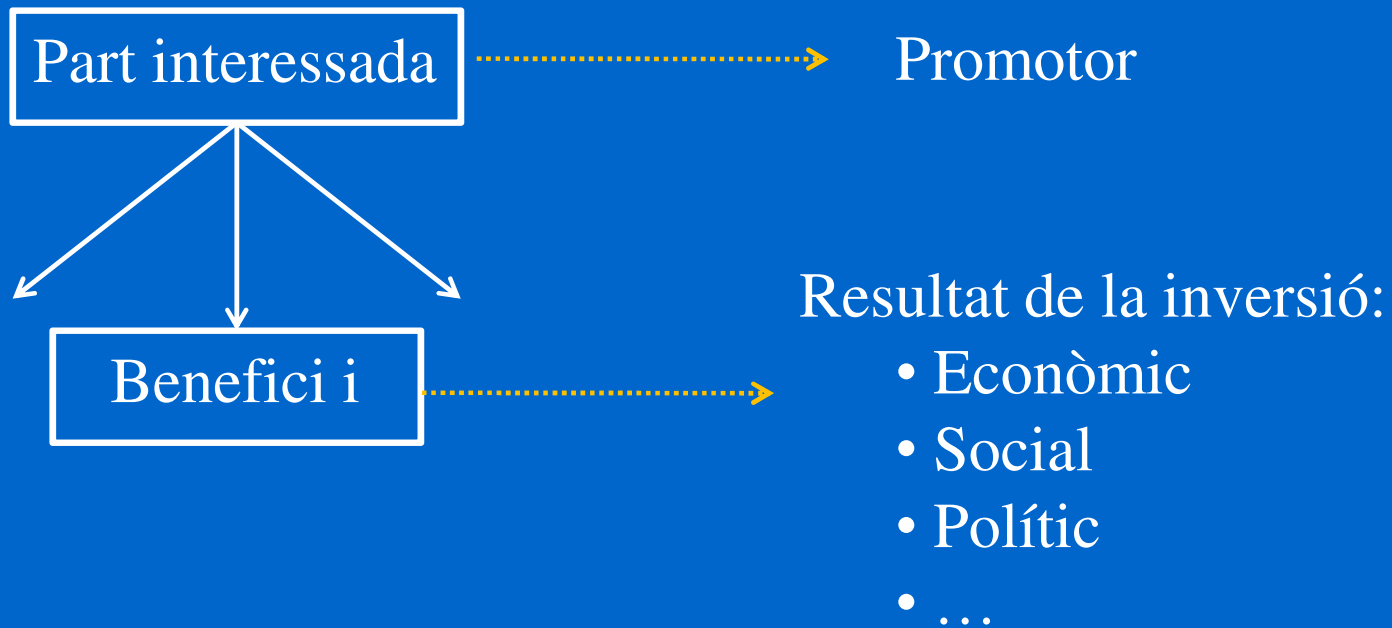 Part interessada
Promotor
Benefici i
Resultat de la inversió:
• Econòmic
• Social
• Polític
• …